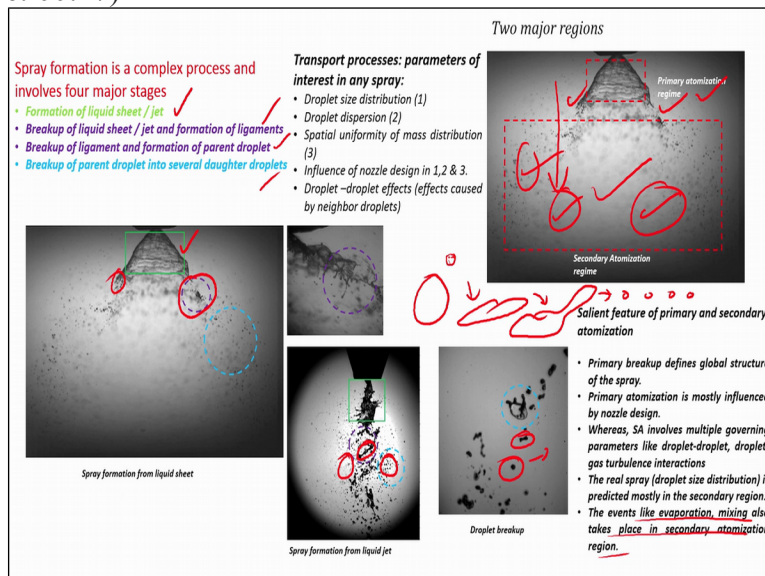 Two major regions
Spray formation is a complex process and
involves four major stages
• Formation of liquid sheet / jet
• Breakup of liquid sheet / jet and formation of ligaments
• Breakup of ligament and formation of parent droplet
• Breakup of parent droplet into several daughter droplets
Transport processes: parameters of
interest in any spray:
• Droplet size distribution (1)
• Droplet dispersion (2)
• Spatial uniformity of mass distribution
(3)
• Influence of nozzle design in 1,2 & 3.
• Droplet –droplet effects (effects caused
by neighbor droplets)
Primary atomization
regime
Secondary Atomization
regime
Spray formation from liquid sheet
Spray formation from liquid jet
Droplet breakup
Salient feature of primary and secondary
atomization
• Primary breakup defines global structure
of the spray.
• Primary atomization is mostly influenced
by nozzle design.
• Whereas, SA involves multiple governing
parameters like droplet-droplet, droplet
gas turbulence interactions
• The real spray (droplet size distribution) i
predicted mostly in the secondary region.
• The events like evaporation, mixing also
takes place in secondary atomization
region.